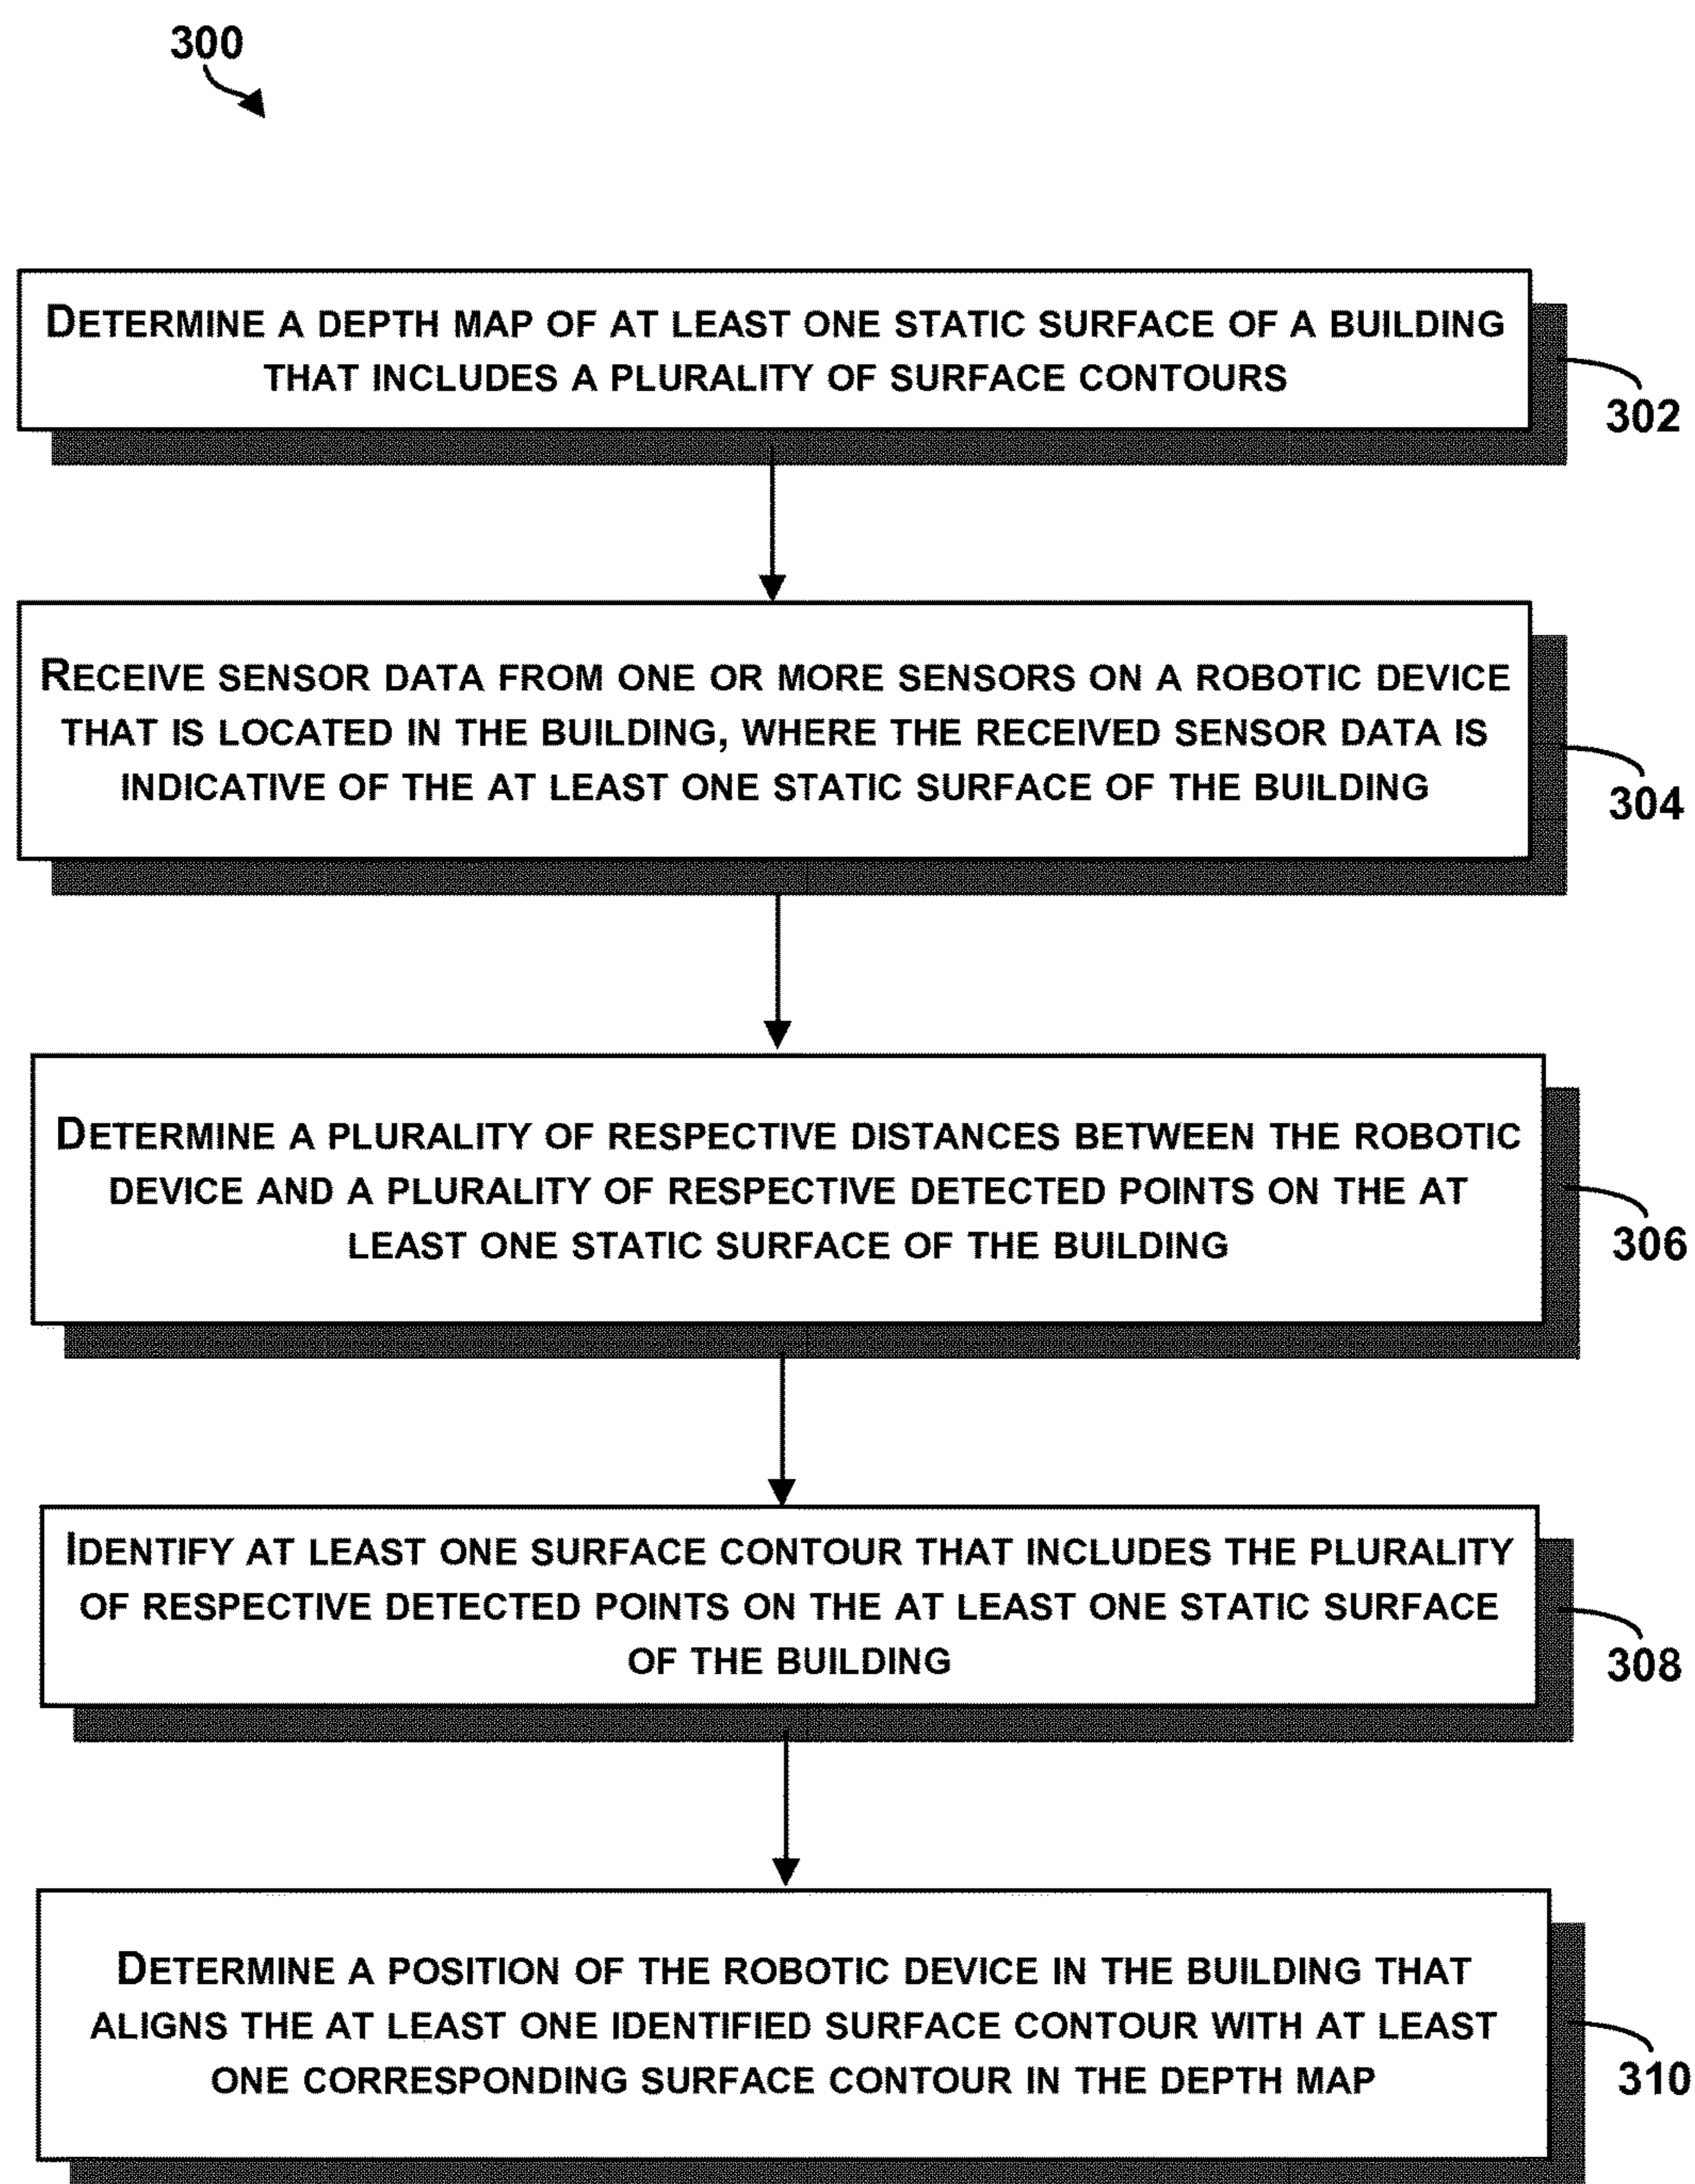 300
DETERMINE A DEPTH MAP OF AT LEAST ONE STATIC SURFACE OF A BUILDING
THAT INCLUDES A PLURALITY OF SURFACE CONTOURS
302
RECEIVE SENSOR DATA FROM ONE OR MORE SENSORS ON A ROBOTIC DEVICE
THAT IS LOCATED IN THE BUILDING, WHERE THE RECEIVED SENSOR DATA IS
INDICATIVE OF THE AT LEAST ONE STATIC SURFACE OF THE BUILDING
304
DETERMINE A PLURALITY OF RESPECTIVE DISTANCES BETWEEN THE ROBOTIC
DEVICE AND A PLURALITY OF RESPECTIVE DETECTED POINTS ON THE AT
LEAST ONE STATIC SURFACE OF THE BUILDING
306
IDENTIFY AT LEAST ONE SURFACE CONTOUR THAT INCLUDES THE PLURALITY
OF RESPECTIVE DETECTED POINTS ON THE AT LEAST ONE STATIC SURFACE
OF THE BUILDING
308
DETERMINE A POSITION OF THE ROBOTIC DEVICE IN THE BUILDING THAT
ALIGNS THE AT LEAST ONE IDENTIFIED SURFACE CONTOUR WITH AT LEAST
ONE CORRESPONDING SURFACE CONTOUR IN THE DEPTH MAP
310